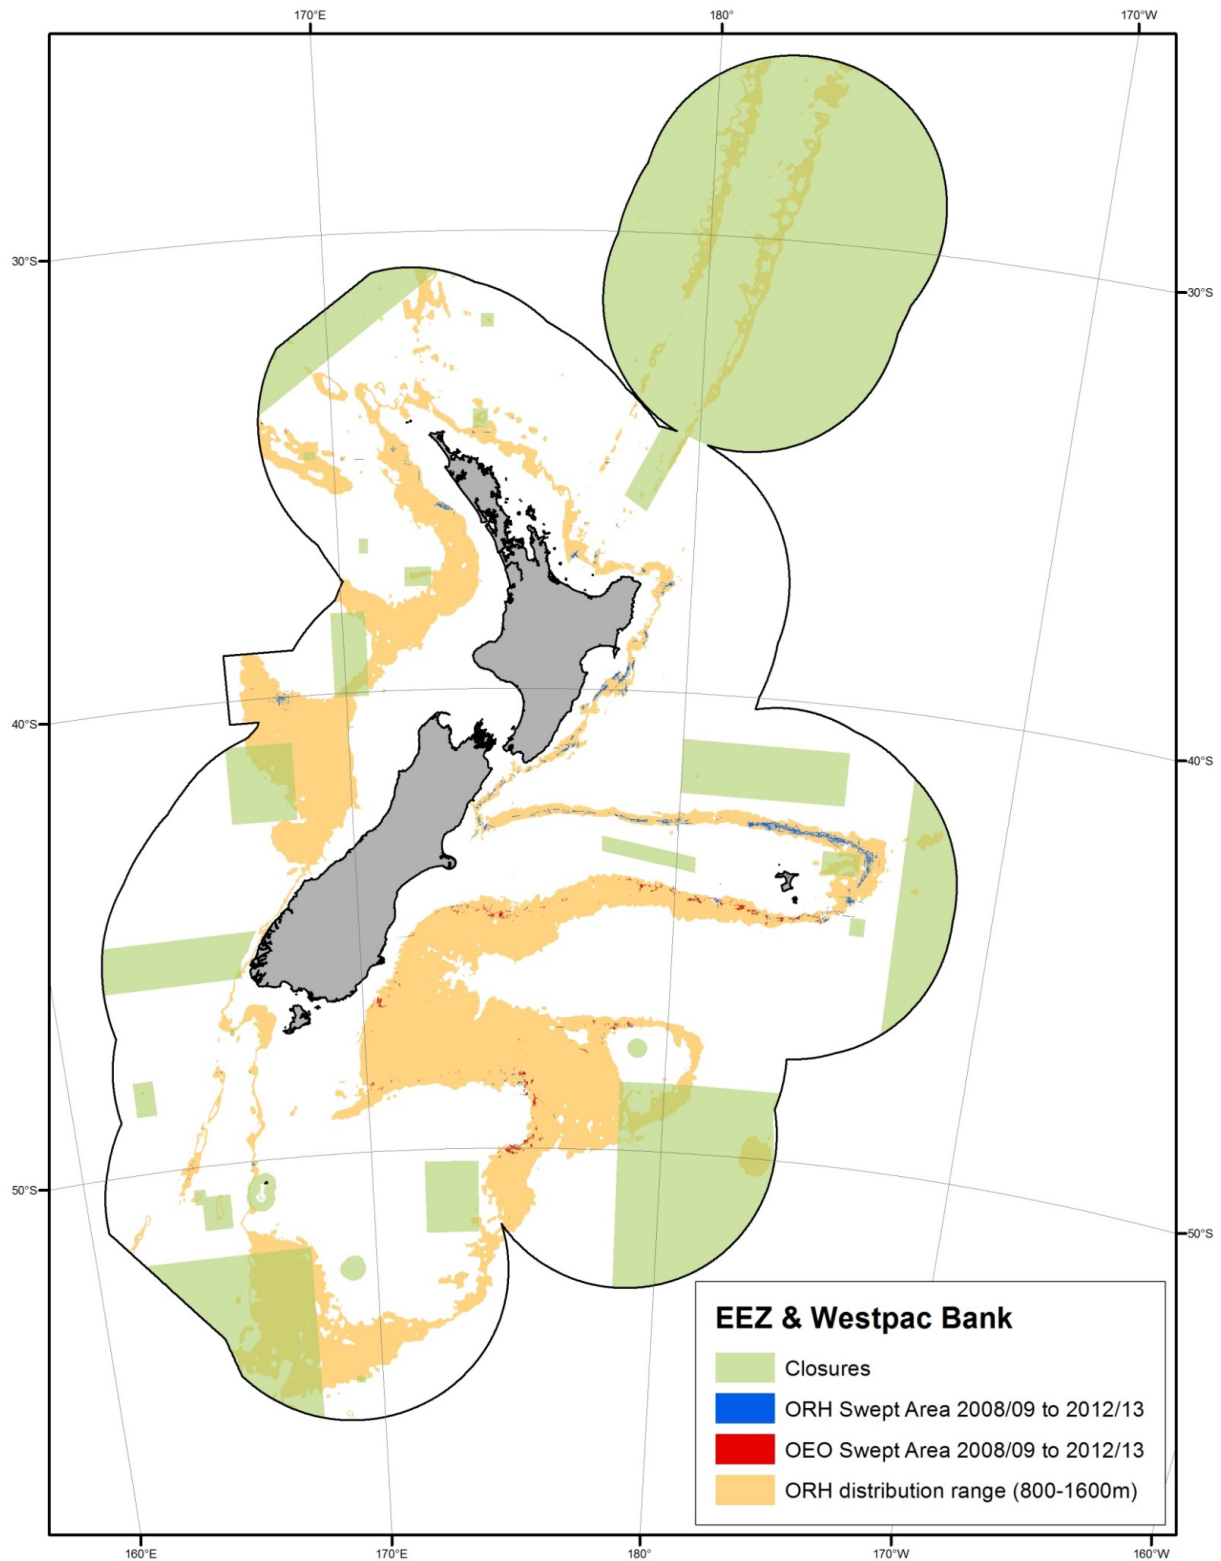 170°E 180° 170°W
30°S
30°S
40°S
40°S
50°S
50°S
EEZ & Westpac Bank
Closures
ORH Swept Area 2008/09 to 2012/13
OEO Swept Area 2008/09 to 2012/13
ORH distribution range (800-1600m)
160°E 170°E 180° 170°W 160°W